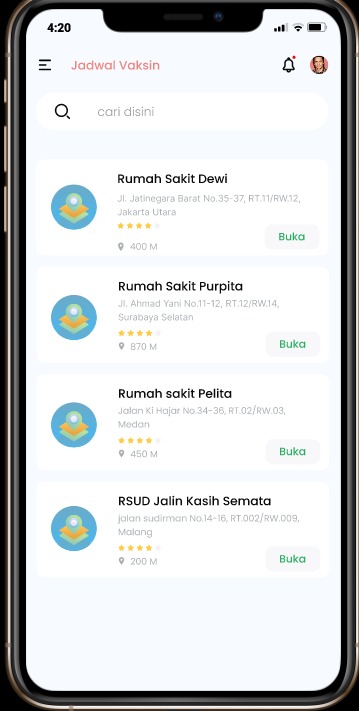 4:20
Jadwal Vaksin
cari disini
Rumah Sakit Dewi
Jl. Jatinegara Barat No.35-37, RT.11/RW.12,
Jakarta Utara
400 M
Buka
Rumah Sakit Purpita
Jl. Ahmad Yani No.11-12, RT.12/RW.14,
Surabaya Selatan
870 M
Buka
Rumah sakit Pelita
Jalan Ki Hajar No.34-36, RT.02/RW.03,
Medan
450 M
Buka
RSUD Jalin Kasih Semata
jalan sudirman No.14-16, RT.002/RW.009,
Malang
200 M
Buka